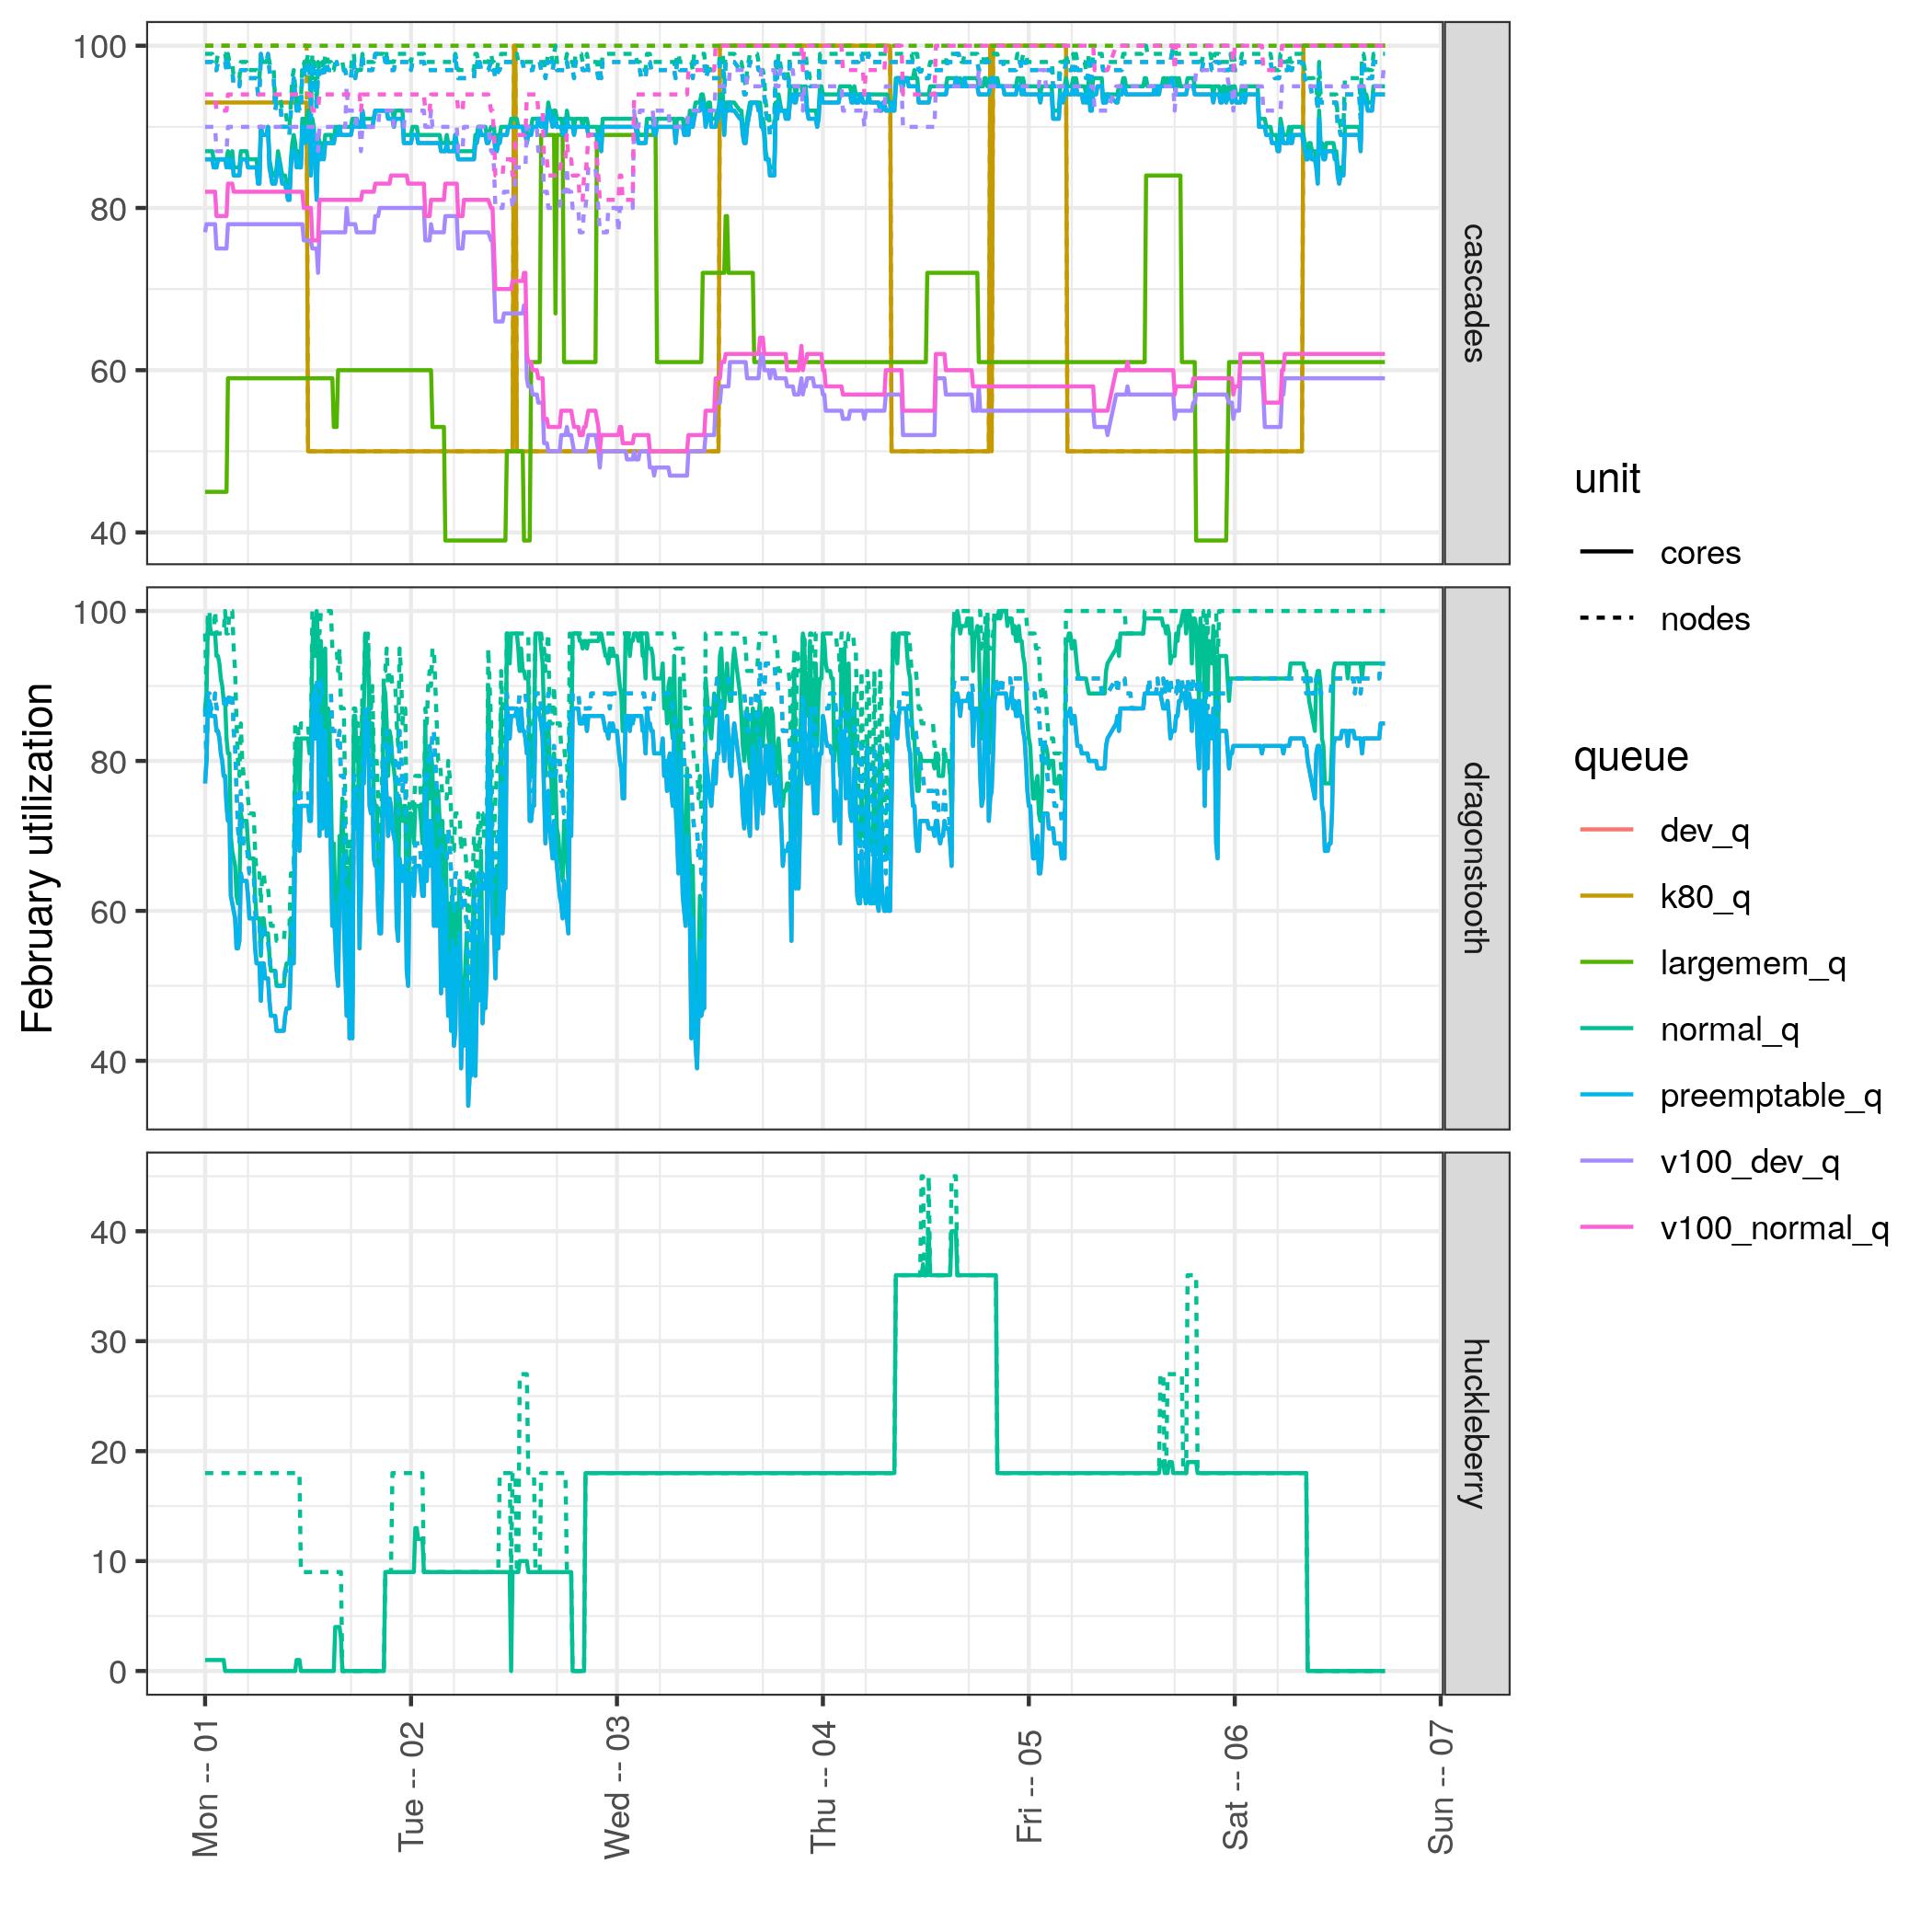 February utilization
100
80
60
40
cascades
100
80
60
40
dragonstooth
40
30
20
10
0
huckleberry
Mon -- 01
Tue -- 02
Wed -- 03
Thu -- 04
Fri -- 05
Sat -- 06
Sun -- 07
unit
cores
nodes
queue
dev_q
k80_q
largemem_q
normal_q
preemptable_q
v100_dev_q
v100_normal_q